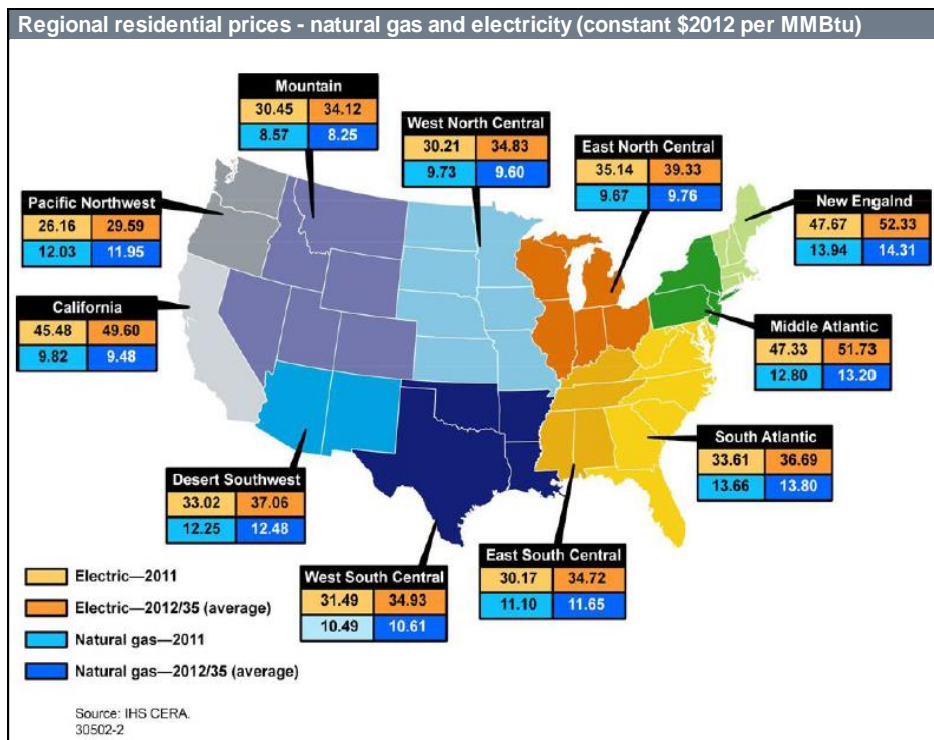 Regional residential prices - natural gas and electricity (constant $2012 per MMBtu)
Mountain
30.45 34.12
8.57 8.25
West North Central
30.21 34.83
9.73 9.60
East North Central
35.14 39.33
9.67 9.76
New Engalnd
47.67 52.33
13.94 14.31
Pacific Northwest
26.16 29.59
12.03 11.95
California
45.48 49.60
9.82 9.48
Middle Atlantic
47.33 51.73
12.80 13.20
South Atlantic
33.61 36.69
13.66 13.80
Desert Southwest
33.02 37.06
12.25 12.48
West South Central
31.49 34.93
10.49 10.61
East South Central
30.17 34.72
11.10 11.65
Electric—2011
Electric—2012/35 (average)
Natural gas—2011
Natural gas—2012/35 (average)
Source: IHS CERA.
30502-2